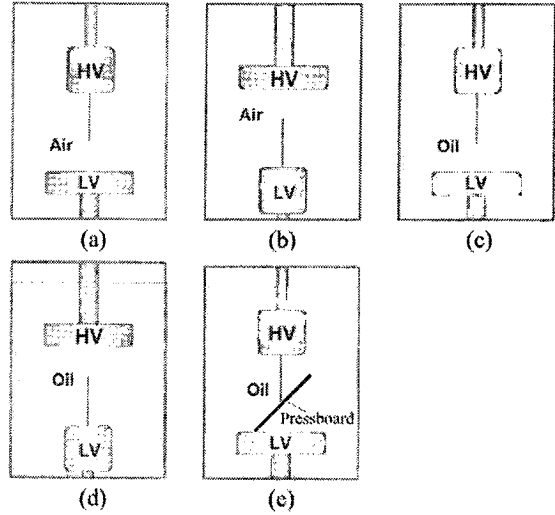 HV
Air
LV
(a)
HV
Air
LV
(b)
HV
Oil
LV
(c)
HV
Oil
LV
(d)
HV
Oil
Pressboard
LV
(e)